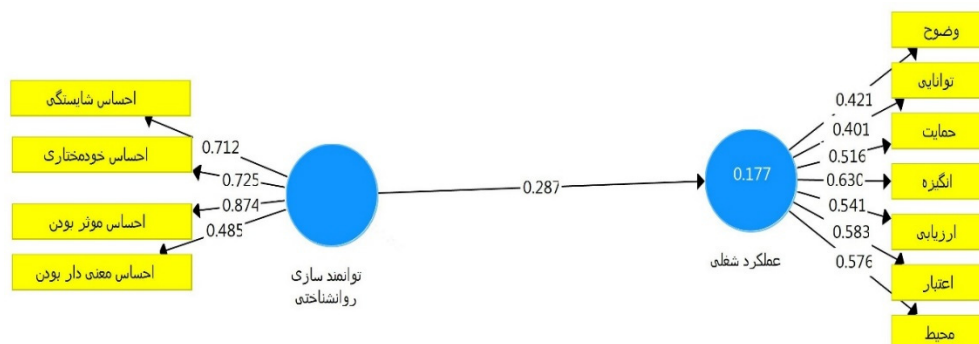 احساس شایستگی
احساس خودمختاری
احساس موثر بودن
احساس معنی دار بودن
0.712
0.725
0.874
0.485
توانمند سازی
روانشناختی
0.287
0.177
عملکرد شغلی
0.421
0.401
0.516
0.630
0.541
0.583
0.576
وضوح
توانایی
حمایت
انگیزه
ارزیابی
اعتبار
محیط